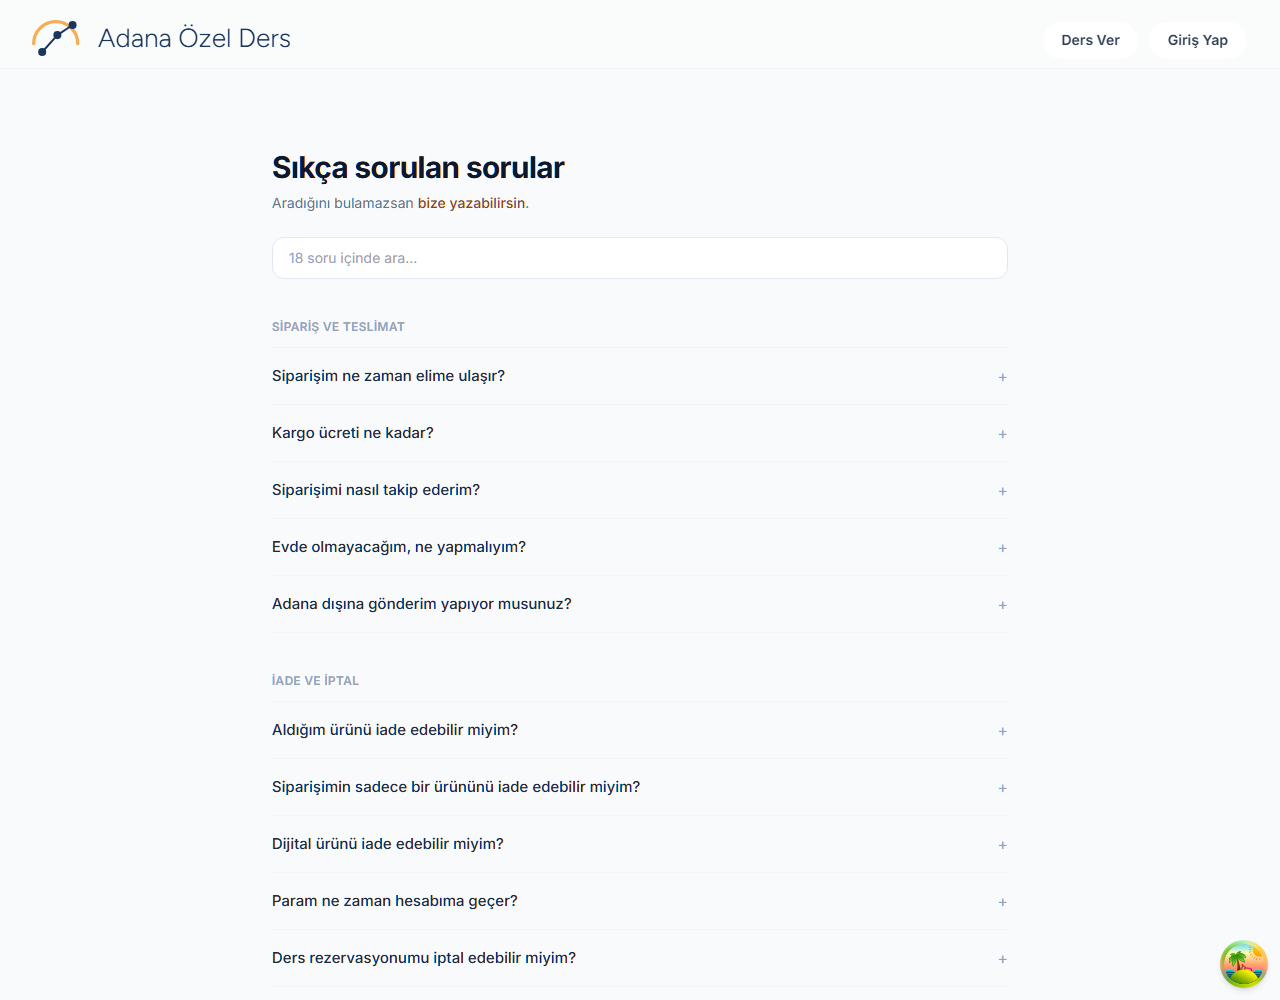 Adana Özel Ders
Ders Ver
Giriş Yap
Sıkça sorulan sorular
Aradığını bulamazsan bize yazabilirsin.
18 soru içinde ara...
SİPARİŞ VE TESLİMAT
Siparişim ne zaman elime ulaşır?
+
Kargo ücreti ne kadar?
+
Siparişimi nasıl takip ederim?
+
Evde olmayacağım, ne yapmalıyım?
+
Adana dışına gönderim yapıyor musunuz?
+
İADE VE İPTAL
Aldığım ürünü iade edebilir miyim?
+
Siparişimin sadece bir ürününü iade edebilir miyim?
+
Dijital ürünü iade edebilir miyim?
+
Param ne zaman hesabıma geçer?
+
Ders rezervasyonumu iptal edebilir miyim?
+